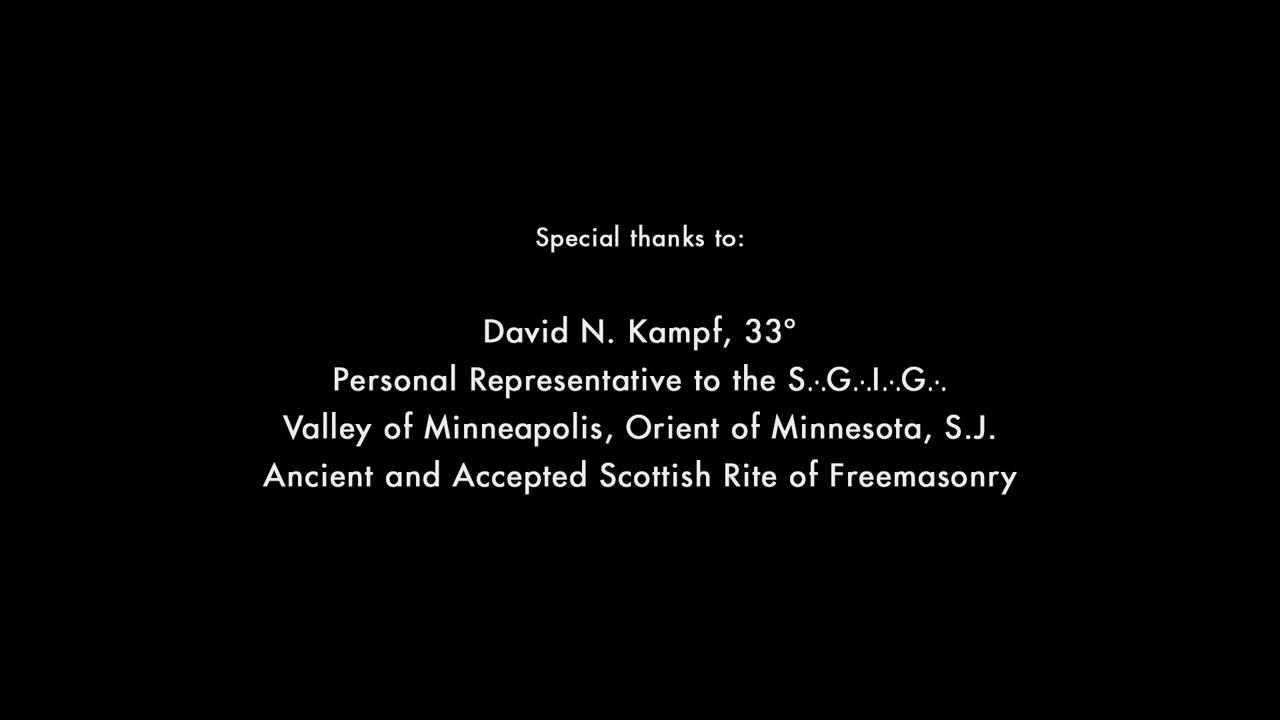 Special thanks to:
David N. Kampf, 33°
Personal Representative to the S∴G∴I∴G∴
Valley of Minneapolis, Orient of Minnesota, S.J.
Ancient and Accepted Scottish Rite of Freemasonry